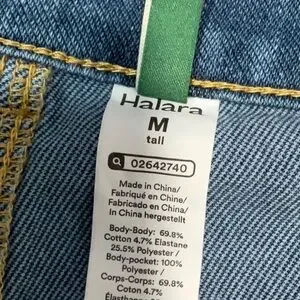 Halara
M
tall
02642740
Made in China/
Fabriqué en Chine/
Fabricado en China/
In China hergestellt
Body-Body: 69.8%
Cotton 4.7% Elastane
25.5% Polyester/
Body-pocket: 100%
Polyester/
Corps-Corps: 69.8%
Coton 4.7%
Élasthanne